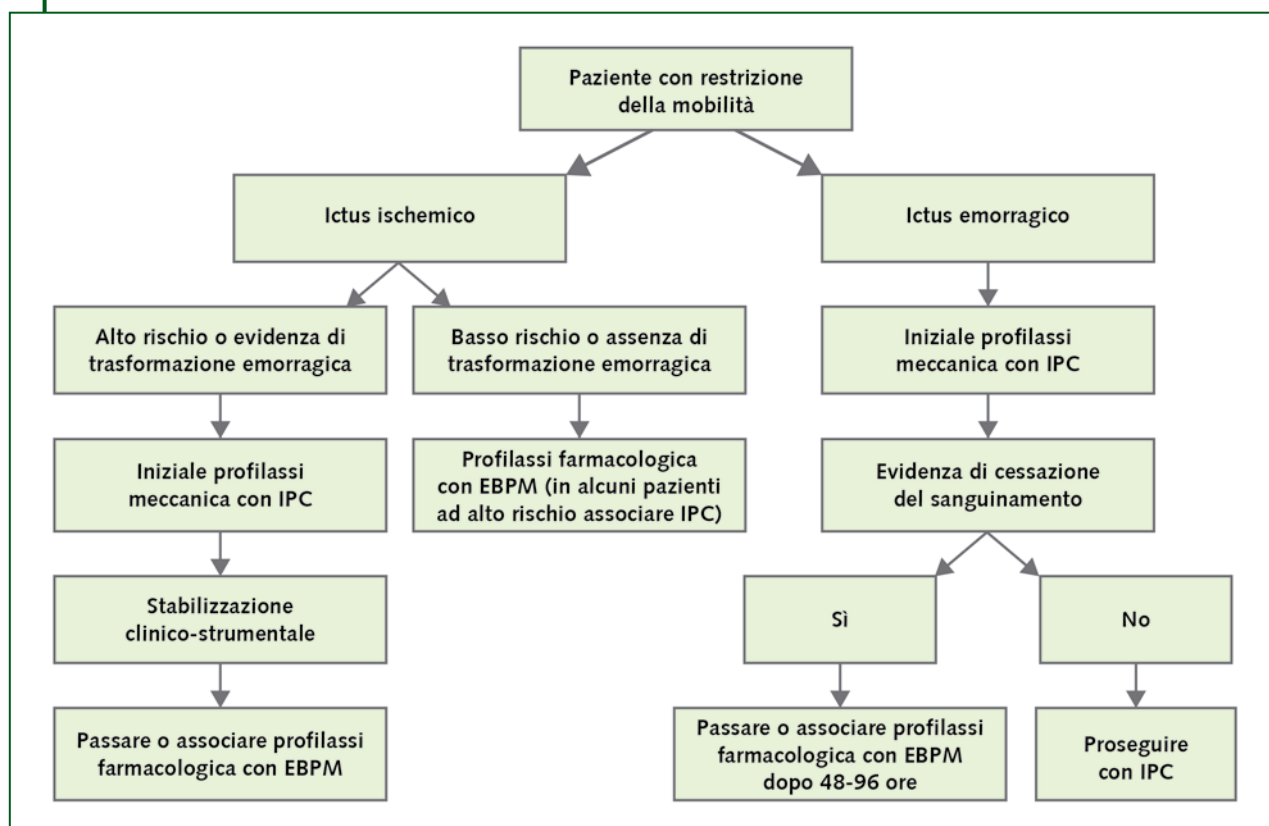 Paziente con restrizione
della mobilità
Ictus ischemico
Ictus emorragico
Alto rischio o evidenza di
trasformazione emorragica
Basso rischio o assenza di
trasformazione emorragica
Iniziale profilassi
meccanica con IPC
Iniziale profilassi
meccanica con IPC
Profilassi farmacologica
con EBPM (in alcuni pazienti
ad alto rischio associare IPC)
Evidenza di cessazione
del sanguinamento
Stabilizzazione
clinico-strumentale
Sì
No
Passare o associare profilassi
farmacologica con EBPM
Passare o associare profilassi
farmacologica con EBPM
dopo 48-96 ore
Proseguire
con IPC